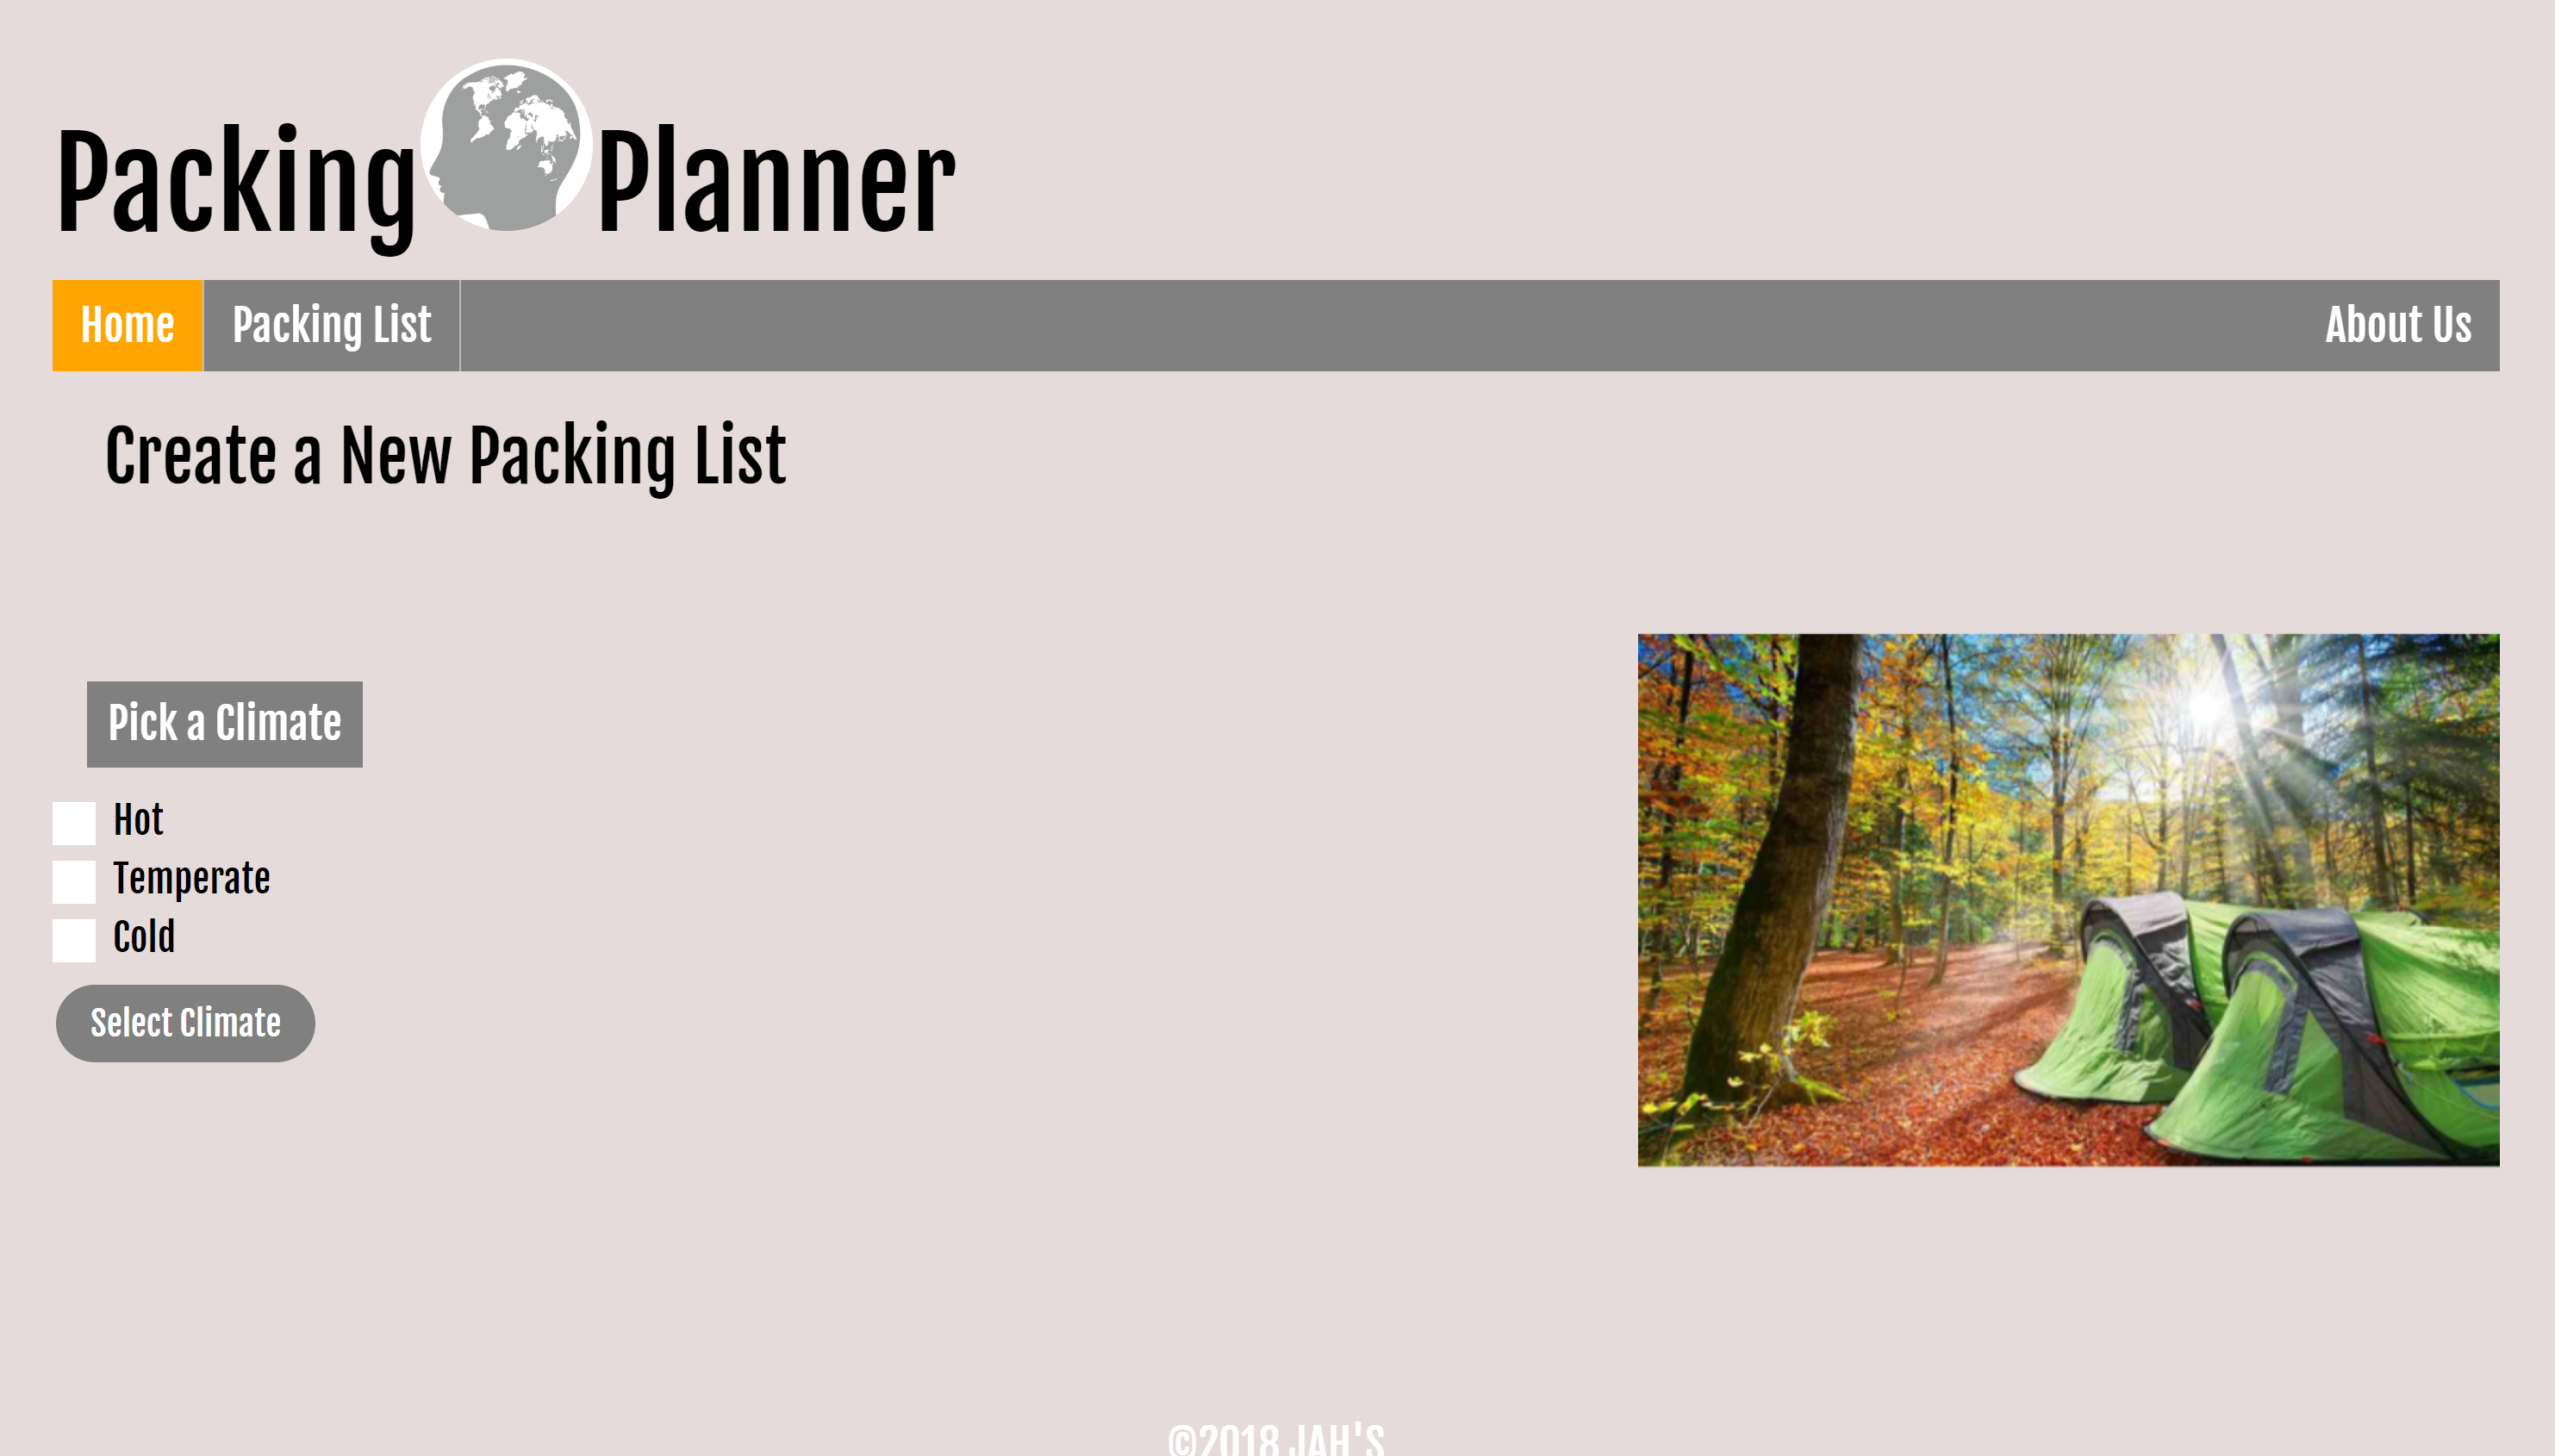 Packing Planner
Home Packing List About Us
Create a New Packing List
Pick a Climate
Hot
Temperate
Cold
Select Climate
©2018 JAH'S